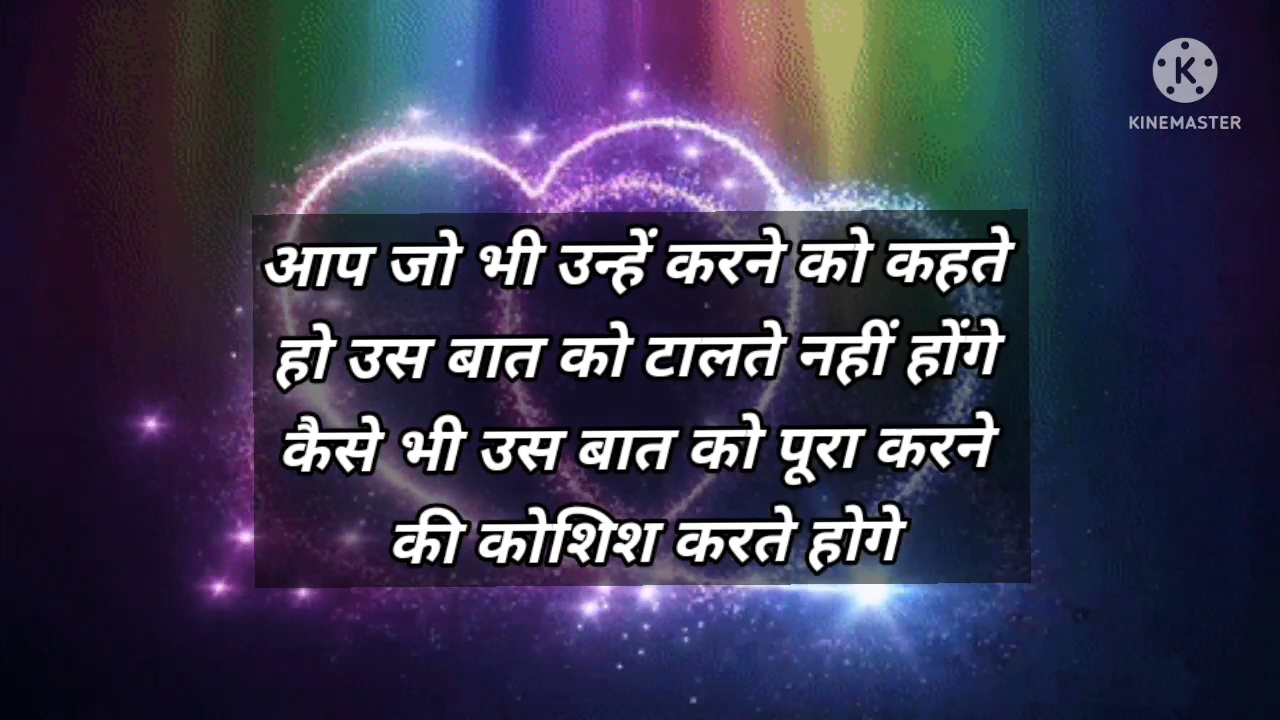 KINEMASTER
आप जो भी उन्हें करने को कहते
हो उस बात को टालते नहीं होंगे
कैसे भी उस बात को पूरा करने
की कोशिश करते होगे